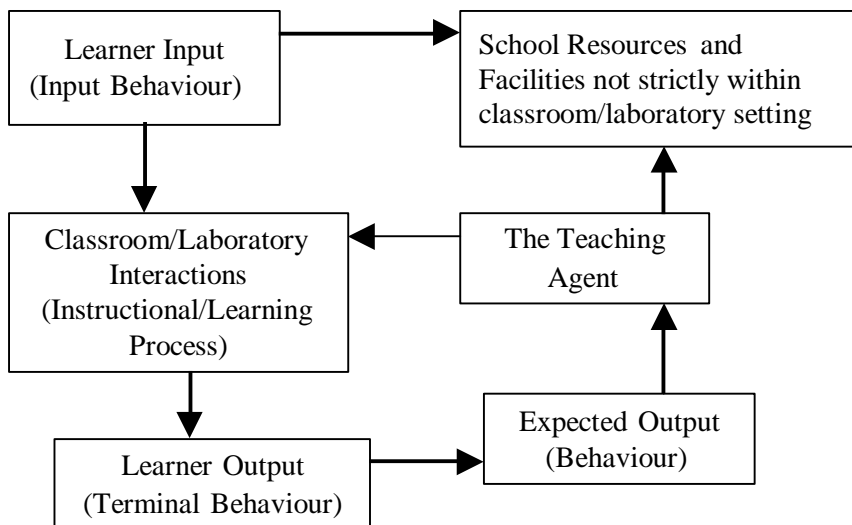 Learner Input
(Input Behaviour)
School Resources and
Facilities not strictly within
classroom/laboratory setting
Classroom/Laboratory
Interactions
(Instructional/Learning
Process)
The Teaching
Agent
Learner Output
(Terminal Behaviour)
Expected Output
(Behaviour)